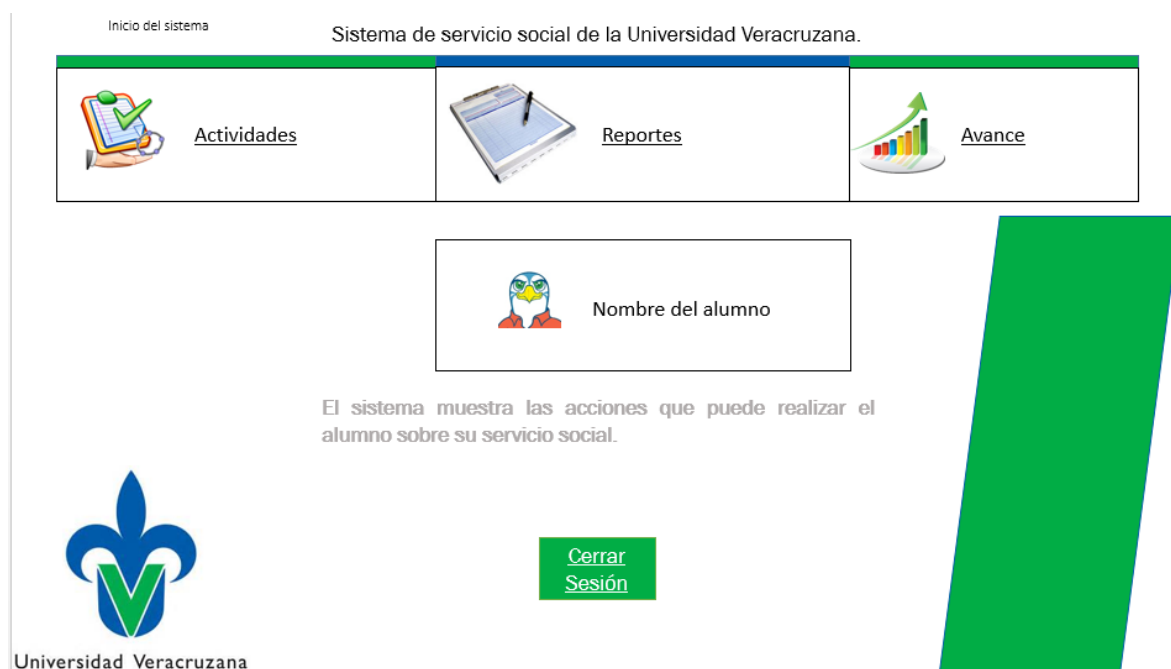 Inicio del sistema
Sistema de servicio social de la Universidad Veracruzana.
Actividades
Reportes
Avance
Nombre del alumno
El sistema muestra las acciones que puede realizar el
alumno sobre su servicio social.
Cerrar
Sesión
Universidad Veracruzana